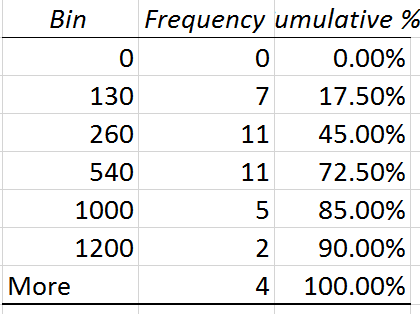 Bin Frequency umulative %
0 0 0.00%
130 7 17.50%
260 11 45.00%
540 11 72.50%
1000 5 85.00%
1200 2 90.00%
More 4 100.00%